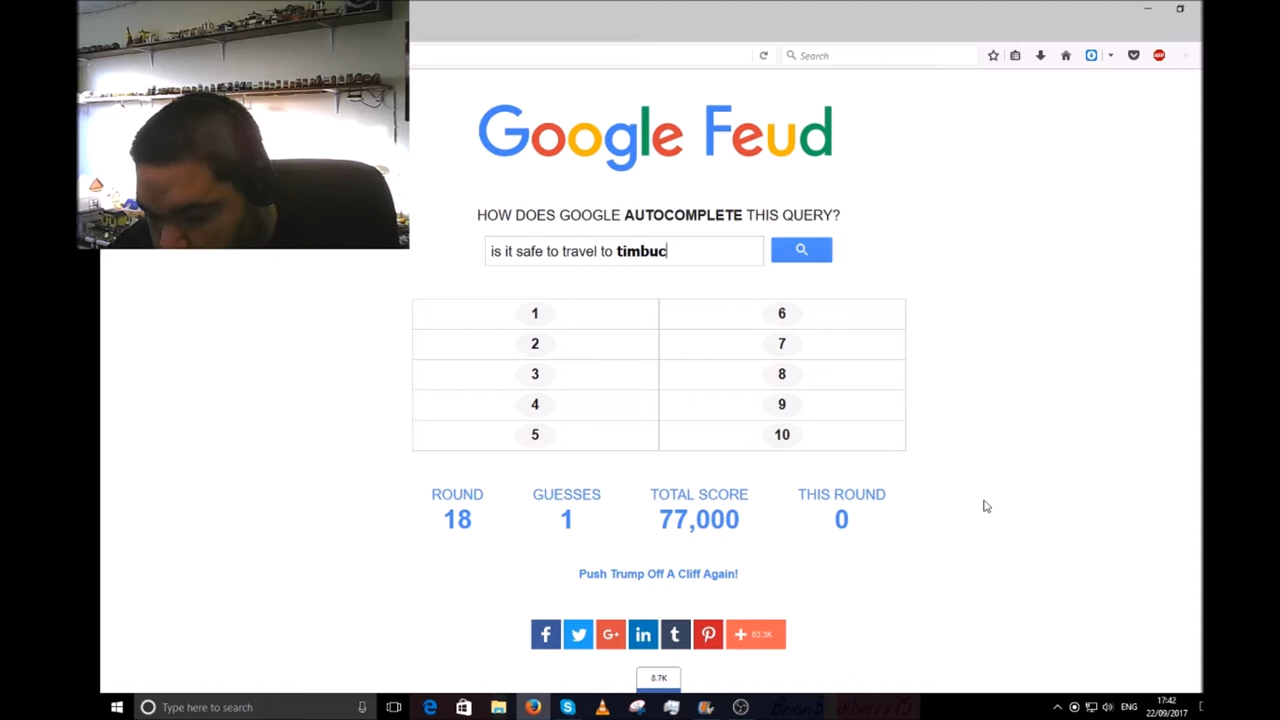 Search
Google Feud
HOW DOES GOOGLE AUTOCOMPLETE THIS QUERY?
is it safe to travel to timbuc
1 6
2 7
3 8
4 9
5 10
ROUND GUESSES TOTAL SCORE THIS ROUND
18 1 77,000 0
Push Trump Off A Cliff Again!
63.3K
8.7K
Type here to search
ENG
17:42
22/09/2017